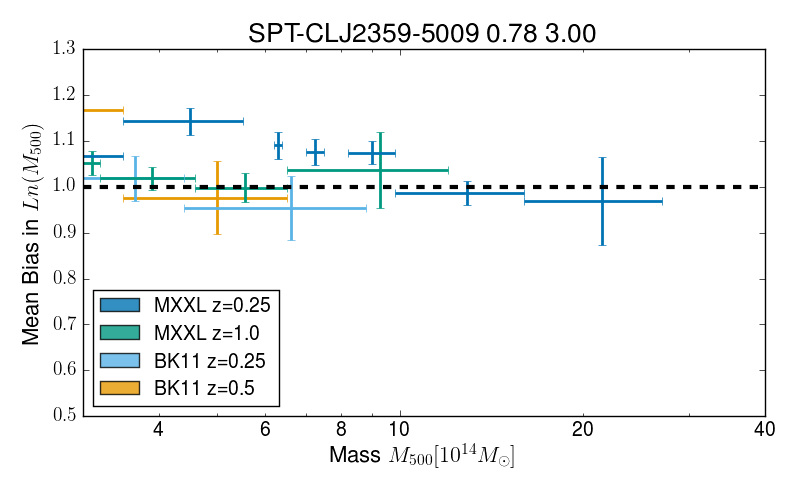 SPT-CLJ2359-5009 0.78 3.00
1.3
1.2
1.1
1.0
0.9
0.8
0.7
0.6
0.5
Mean Bias in Ln(M500)
MXXL z=0.25
MXXL z=1.0
BK11 z=0.25
BK11 z=0.5
4 6 8 10 20 40
Mass M500[10^14 M⊙]